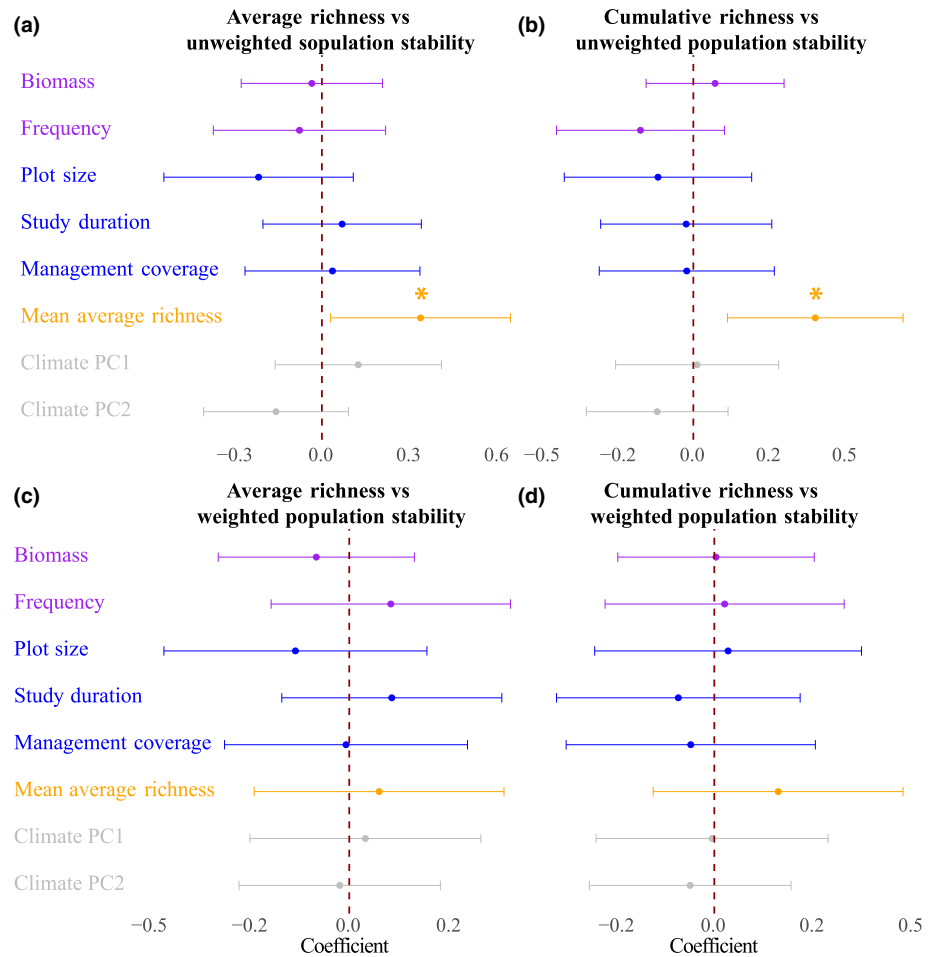 (a)
Average richness vs
unweighted sopulation stability
(b)
Cumulative richness vs
unweighted population stability
Biomass
Frequency
Plot size
Study duration
Management coverage
*
*
Mean average richness
Climate PC1
Climate PC2
−0.3 0.0 0.3 0.6
−0.5 0.0 0.2 0.5
(c)
Average richness vs
weighted population stability
(d)
Cumulative richness vs
weighted population stability
Biomass
Frequency
Plot size
Study duration
Management coverage
Mean average richness
Climate PC1
Climate PC2
−0.5 0.0 0.2
−0.2 0.0 0.2 0.5
Coefficient
Coefficient